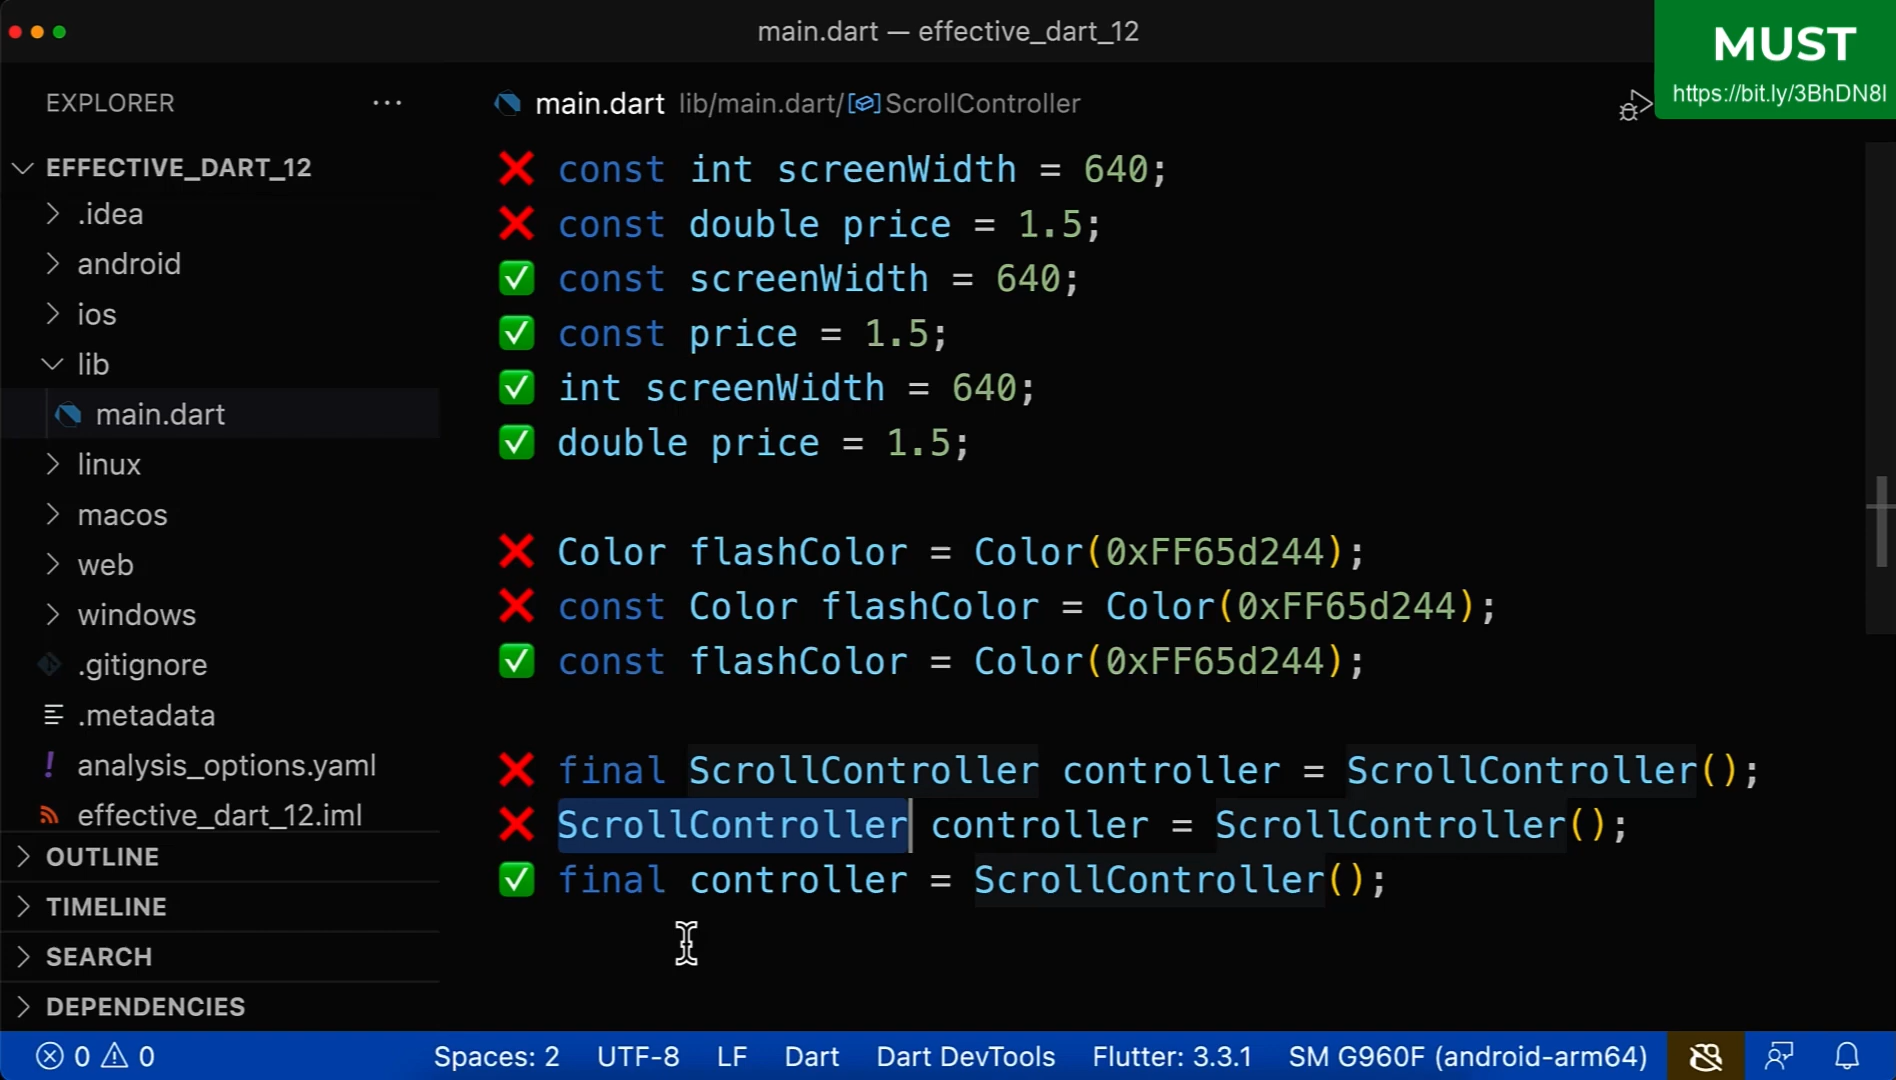 main.dart — effective_dart_12
MUST
https://bit.ly/3BhDN8I
EXPLORER
···
main.dart lib/main.dart/ScrollController
EFFECTIVE_DART_12
.idea
android
ios
lib
main.dart
linux
macos
web
windows
.gitignore
.metadata
analysis_options.yaml
effective_dart_12.iml
OUTLINE
TIMELINE
SEARCH
DEPENDENCIES
❌ const int screenWidth = 640;
❌ const double price = 1.5;
✅ const screenWidth = 640;
✅ const price = 1.5;
✅ int screenWidth = 640;
✅ double price = 1.5;
❌ Color flashColor = Color(0xFF65d244);
❌ const Color flashColor = Color(0xFF65d244);
✅ const flashColor = Color(0xFF65d244);
❌ final ScrollController controller = ScrollController();
❌ ScrollController controller = ScrollController();
✅ final controller = ScrollController();
0 0 Spaces: 2 UTF-8 LF Dart Dart DevTools Flutter: 3.3.1 SM G960F (android-arm64)